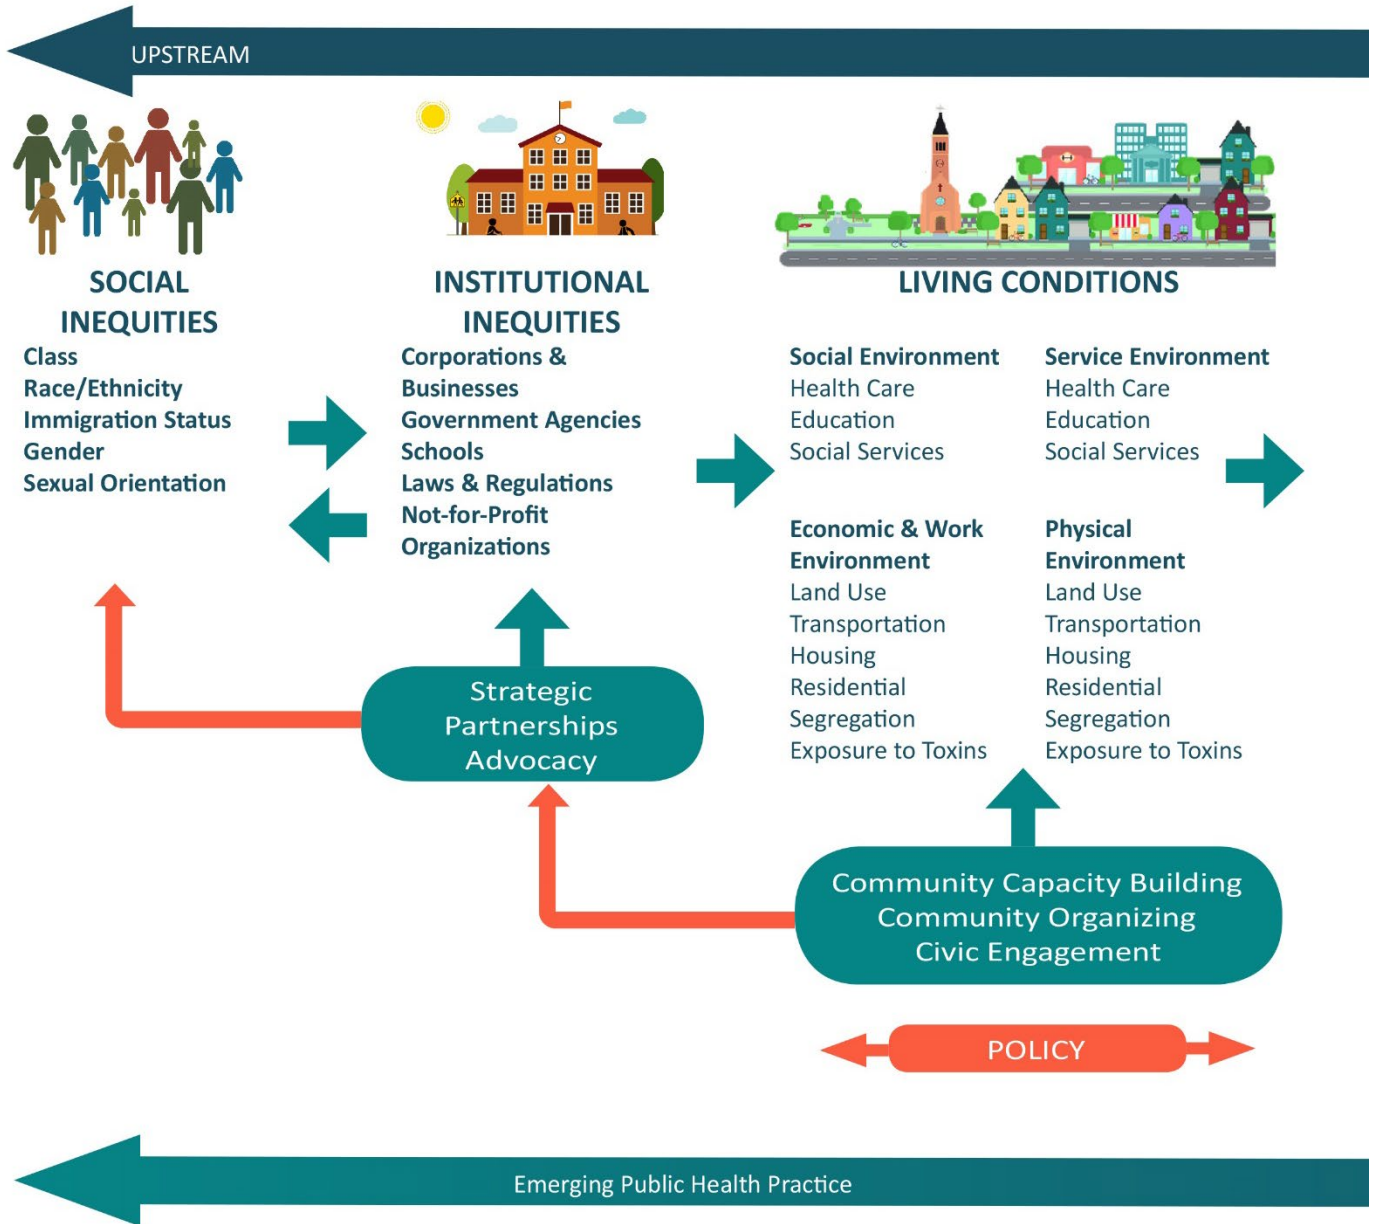 UPSTREAM
SOCIAL
INEQUITIES
Class
Race/Ethnicity
Immigration Status
Gender
Sexual Orientation
INSTITUTIONAL
INEQUITIES
Corporations &
Businesses
Government Agencies
Schools
Laws & Regulations
Not-for-Profit
Organizations
LIVING CONDITIONS
Social Environment
Health Care
Education
Social Services
Service Environment
Health Care
Education
Social Services
Economic & Work
Environment
Land Use
Transportation
Housing
Residential
Segregation
Exposure to Toxins
Physical
Environment
Land Use
Transportation
Housing
Residential
Segregation
Exposure to Toxins
Strategic
Partnerships
Advocacy
Community Capacity Building
Community Organizing
Civic Engagement
POLICY
Emerging Public Health Practice